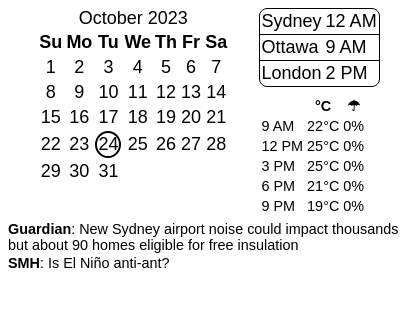 October 2023
Su Mo Tu We Th Fr Sa
1 2 3 4 5 6 7
8 9 10 11 12 13 14
15 16 17 18 19 20 21
22 23 24 25 26 27 28
29 30 31
Sydney 12 AM
Ottawa 9 AM
London 2 PM
°C ☂
9 AM 22°C 0%
12 PM 25°C 0%
3 PM 25°C 0%
6 PM 21°C 0%
9 PM 19°C 0%
Guardian: New Sydney airport noise could impact thousands
but about 90 homes eligible for free insulation
SMH: Is El Niño anti-ant?